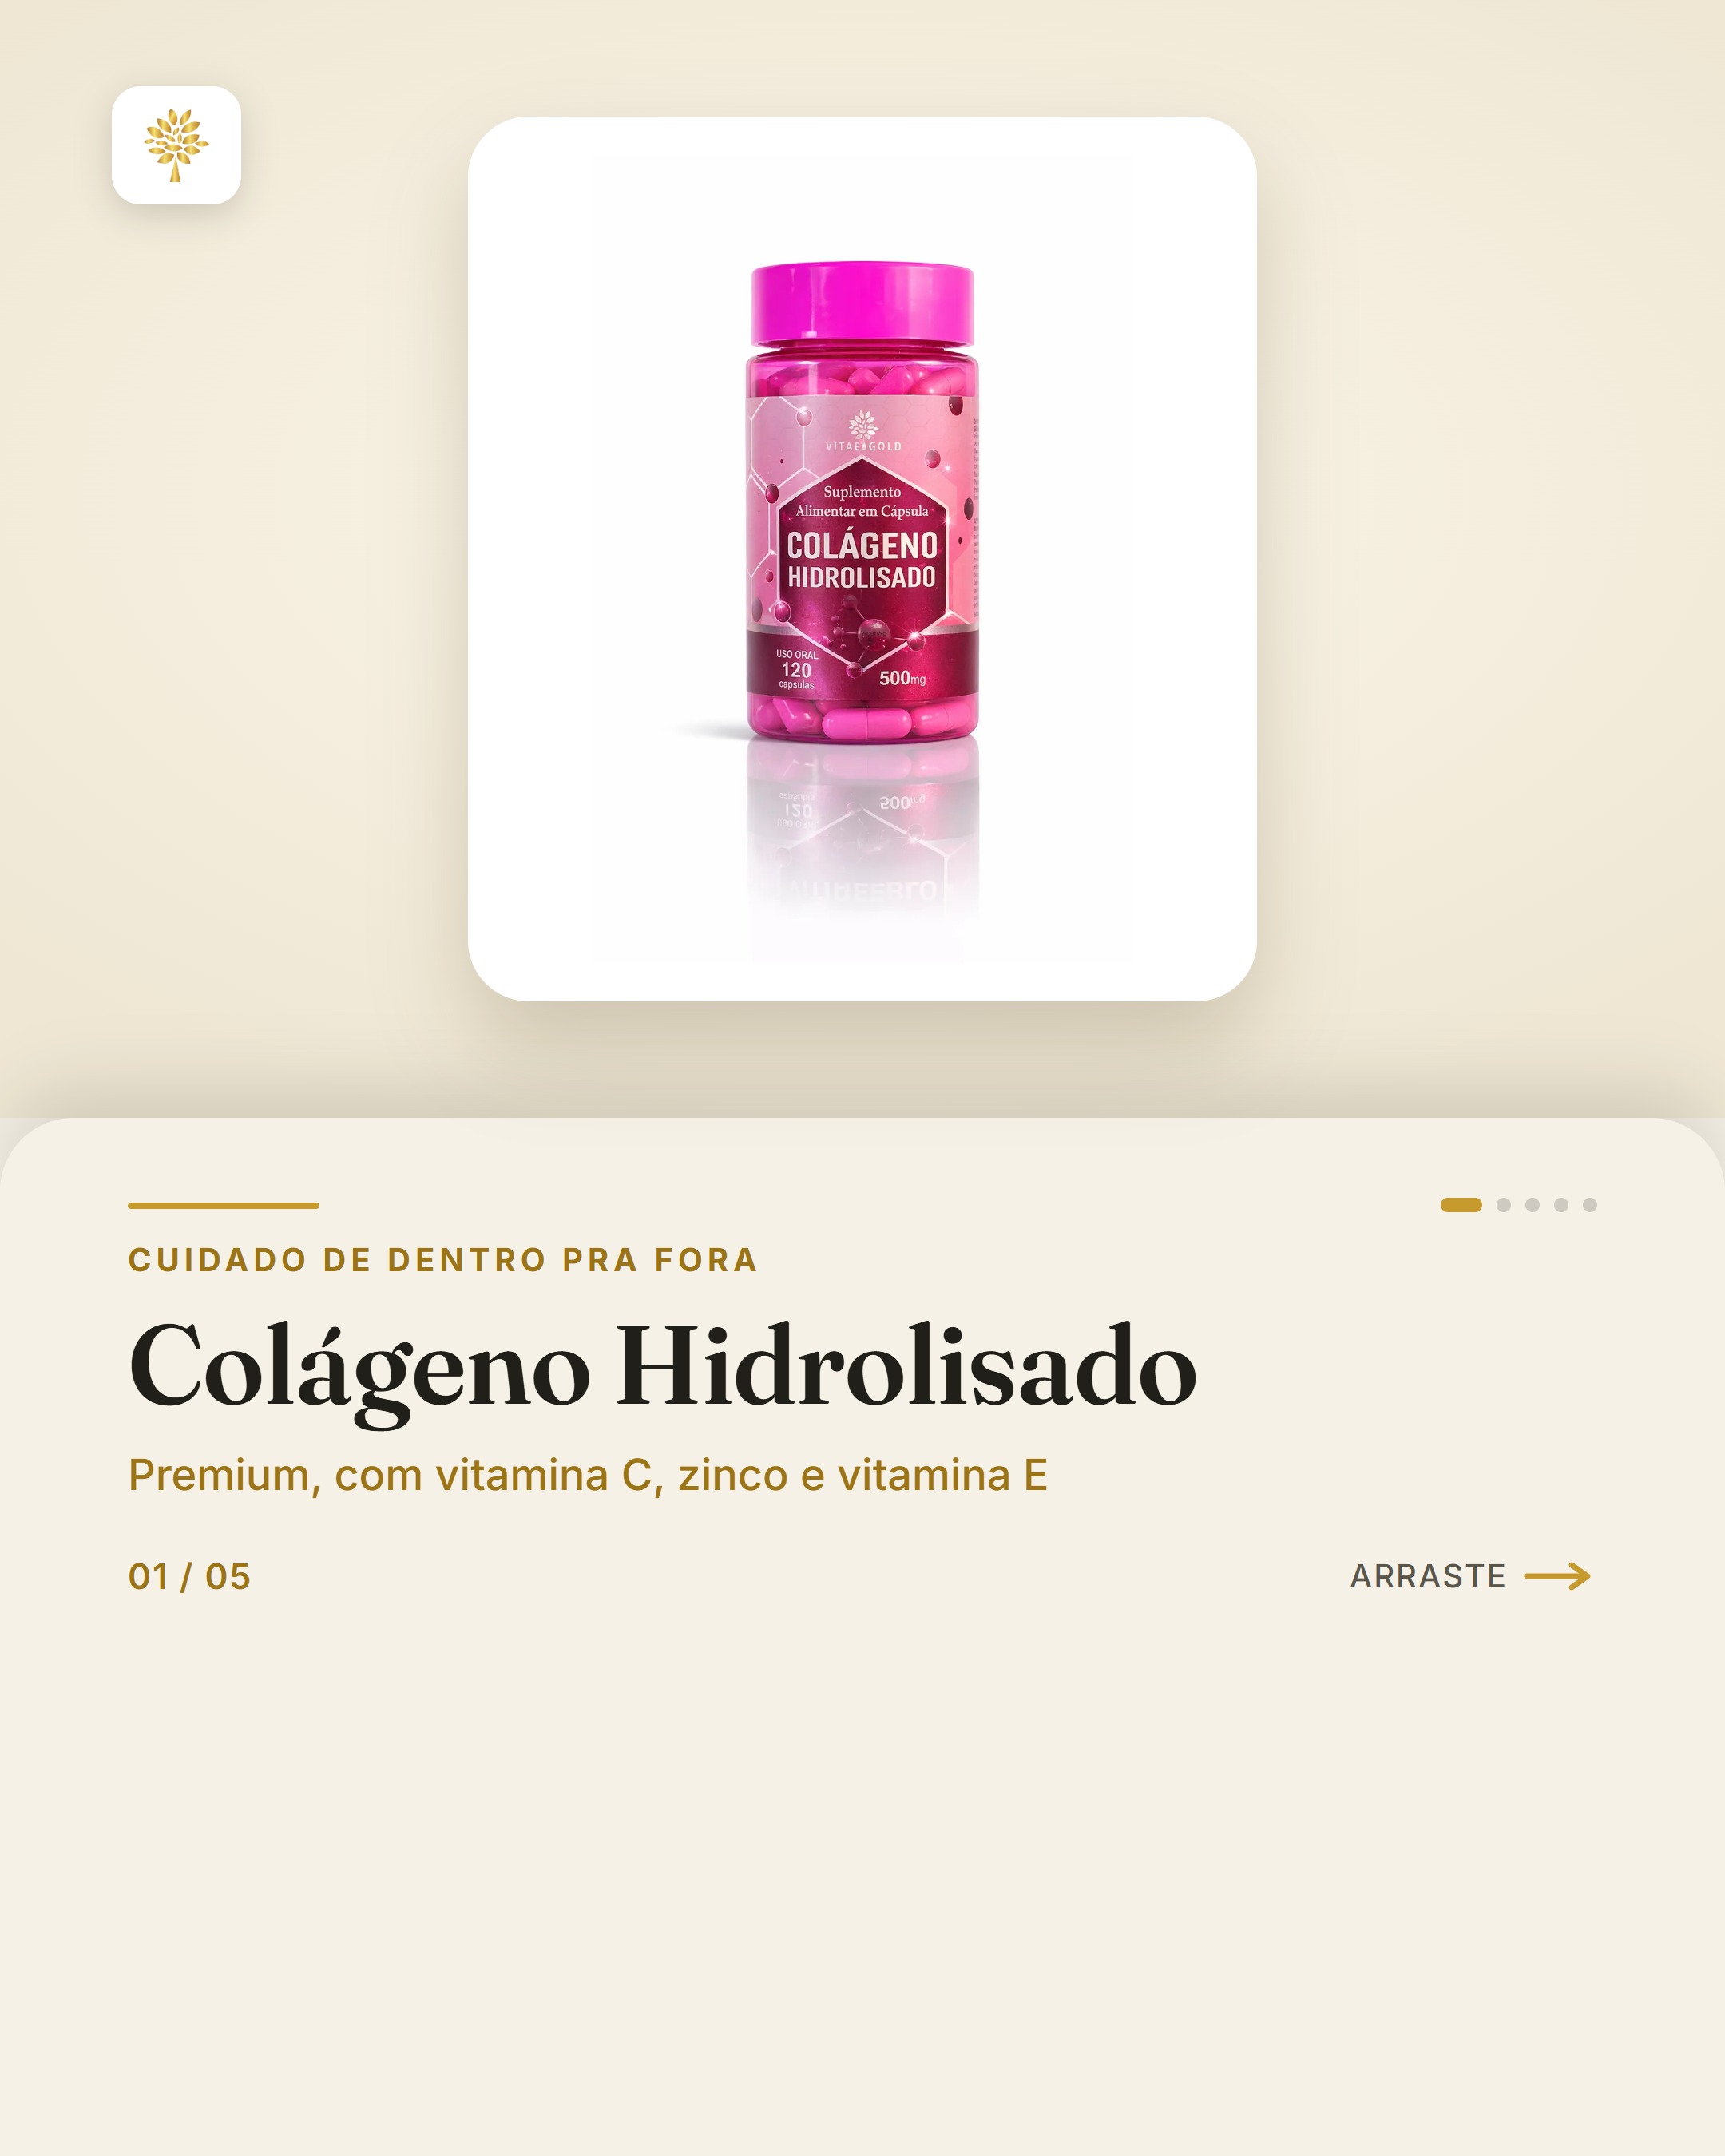 VITAE GOLD
Suplemento
Alimentar em Cápsula
COLÁGENO
HIDROLISADO
USO ORAL
120
capsulas
500mg
CUIDADO DE DENTRO PRA FORA
Colágeno Hidrolisado
Premium, com vitamina C, zinco e vitamina E
01 / 05
ARRASTE